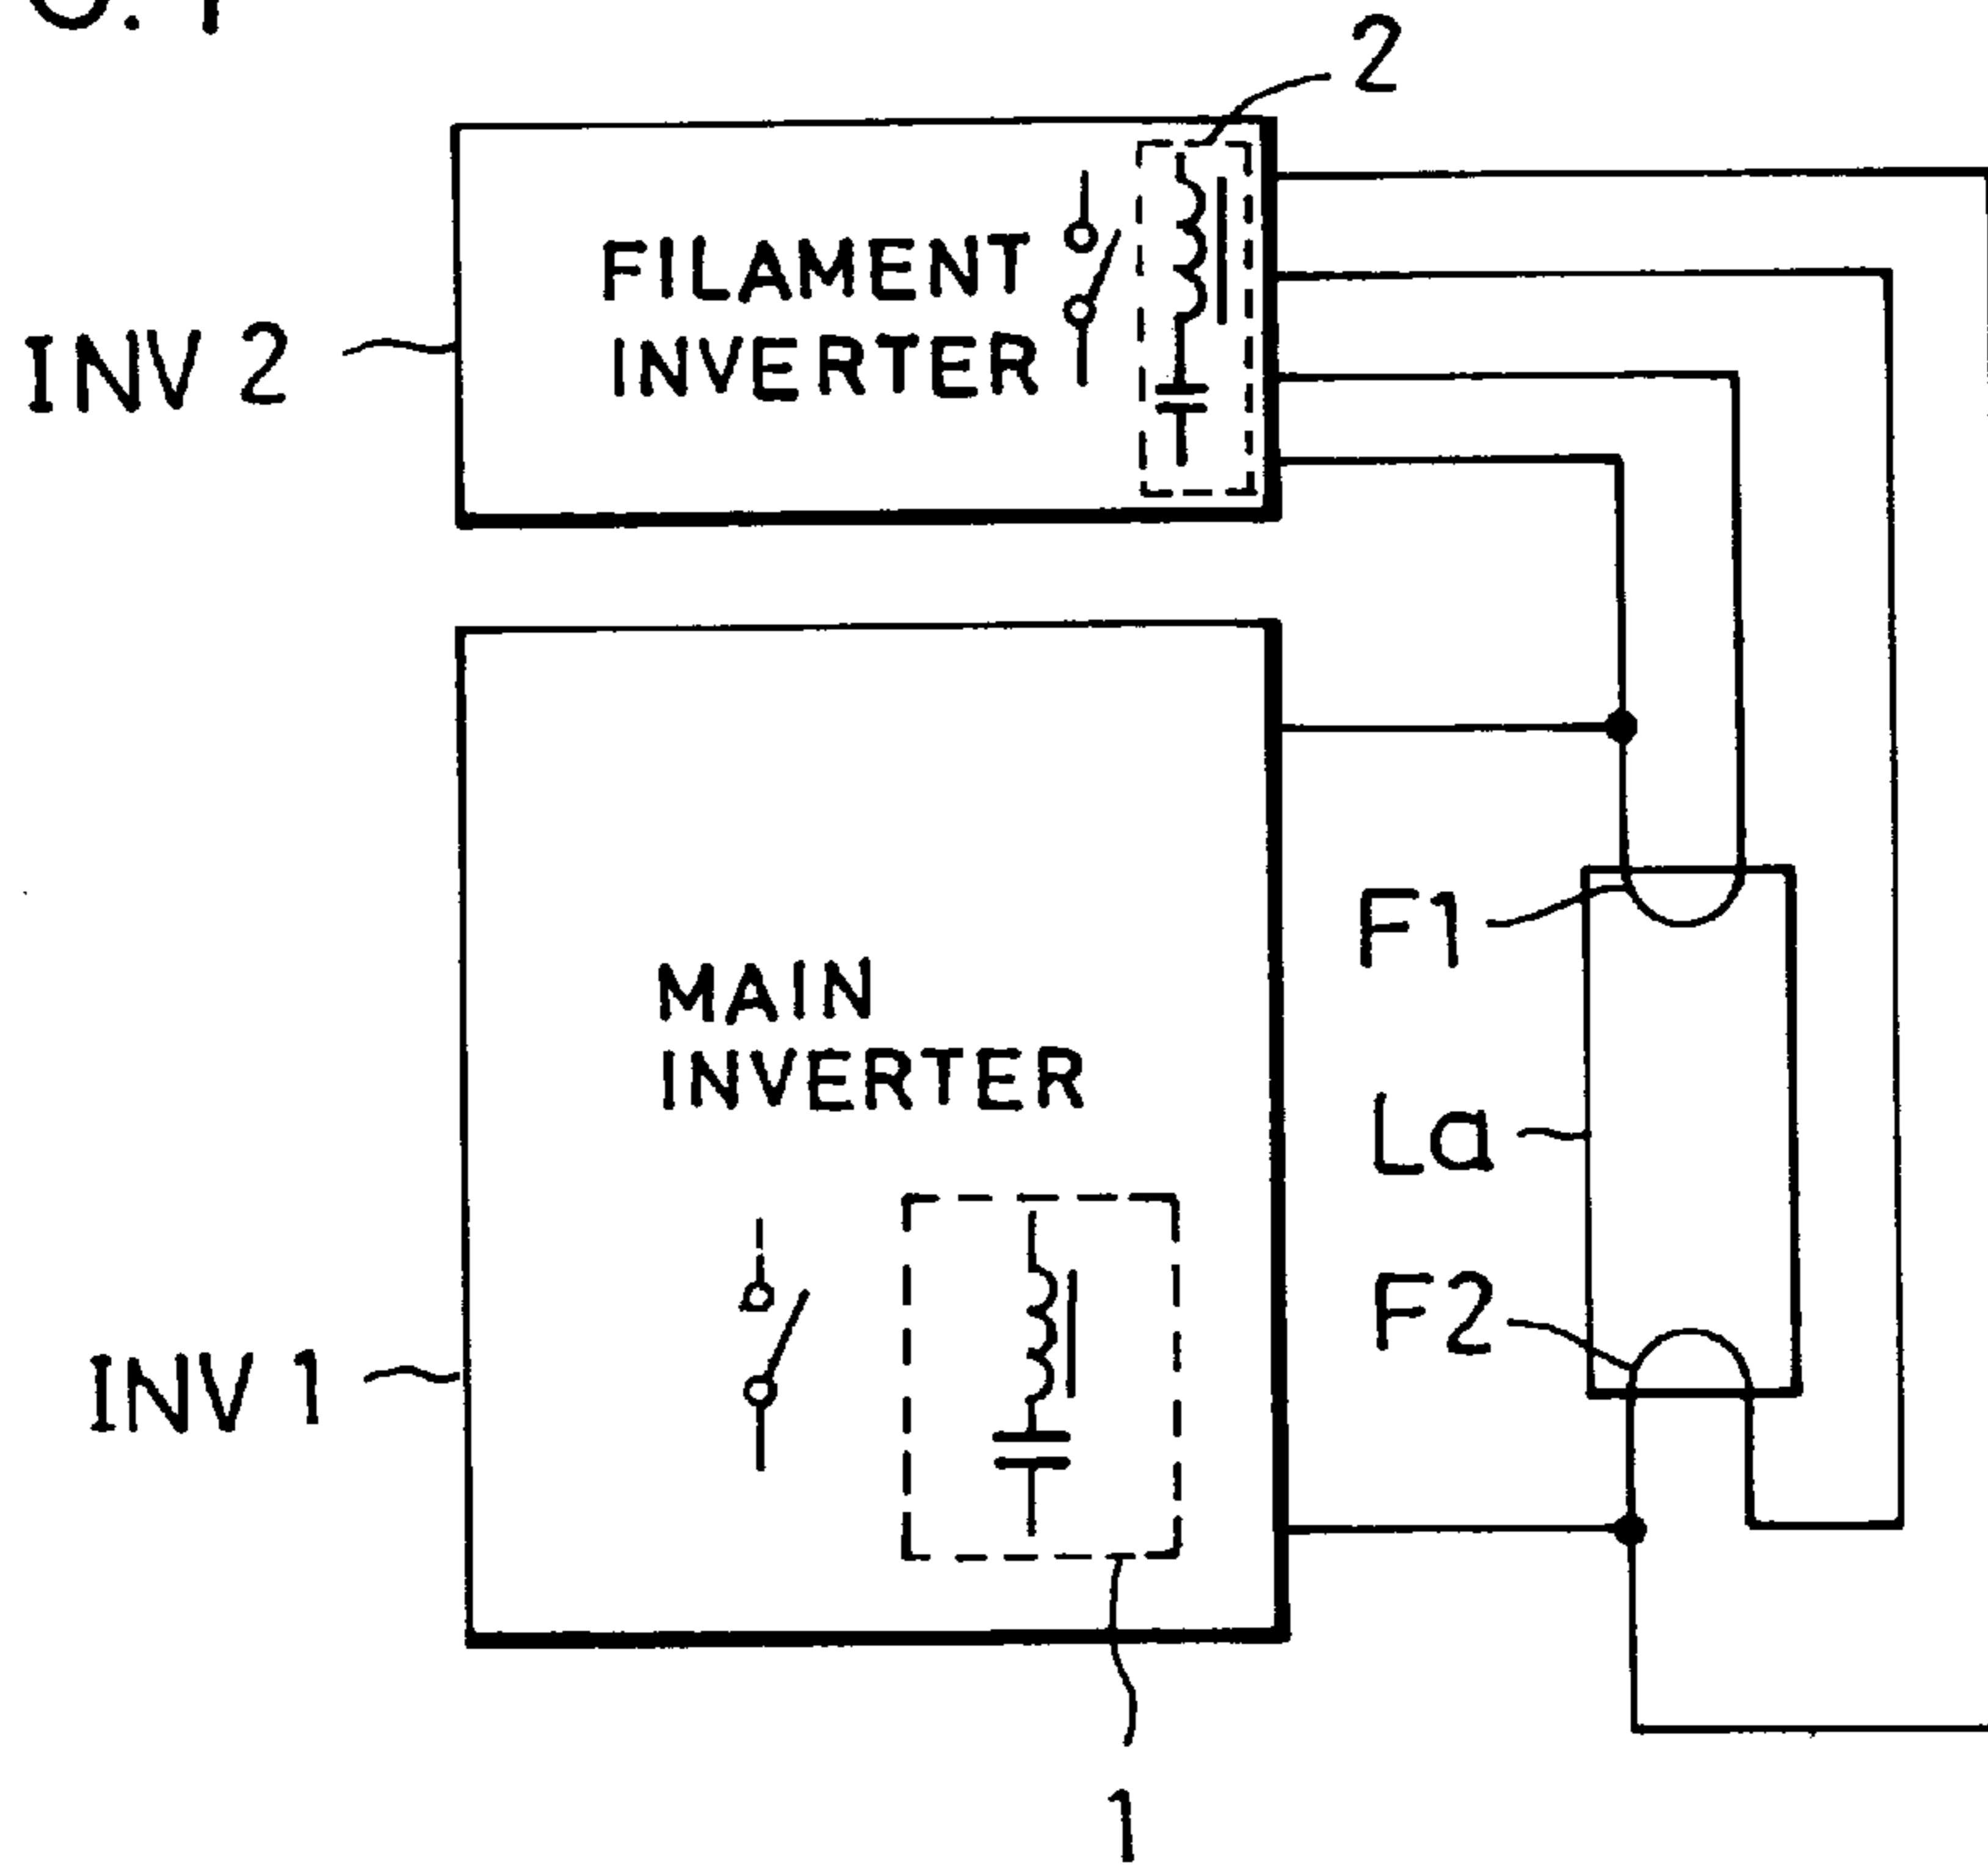 2
FILAMENT
INVERTER
INV 2
F1
MAIN
INVERTER
La
F2
INV 1
1